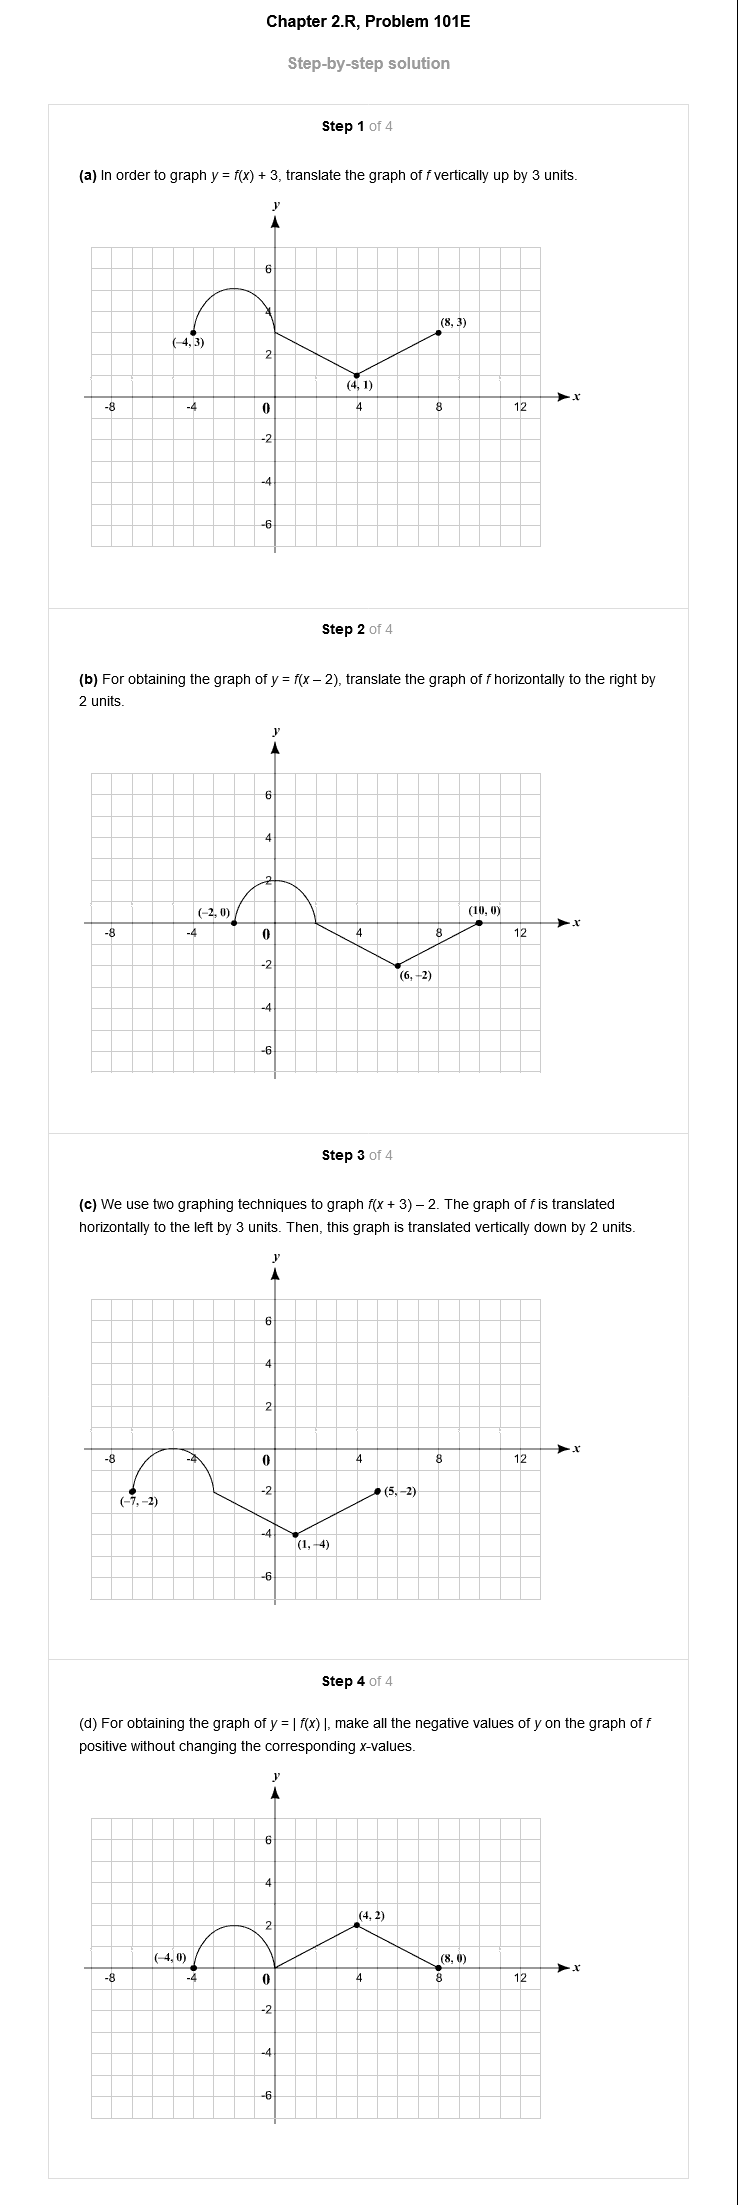 Chapter 2.R, Problem 101E
Step-by-step solution
Step 1 of 4
(a) In order to graph y = f(x) + 3, translate the graph of f vertically up by 3 units.
y
6
4
(8, 3)
(–4, 3)
2
(4, 1)
x
-8 -4 0 4 8 12
-2
-4
-6
Step 2 of 4
(b) For obtaining the graph of y = f(x – 2), translate the graph of f horizontally to the right by
2 units.
y
6
4
2
(–2, 0) (10, 0)
x
-8 -4 0 4 8 12
-2
(6, –2)
-4
-6
Step 3 of 4
(c) We use two graphing techniques to graph f(x + 3) – 2. The graph of f is translated
horizontally to the left by 3 units. Then, this graph is translated vertically down by 2 units.
y
6
4
2
x
-8 -4 0 4 8 12
-2 (5, –2)
(–7, –2)
-4
(1, –4)
-6
Step 4 of 4
(d) For obtaining the graph of y = | f(x) |, make all the negative values of y on the graph of f
positive without changing the corresponding x-values.
y
6
4
(4, 2)
2
(–4, 0) (8, 0)
x
-8 -4 0 4 8 12
-2
-4
-6